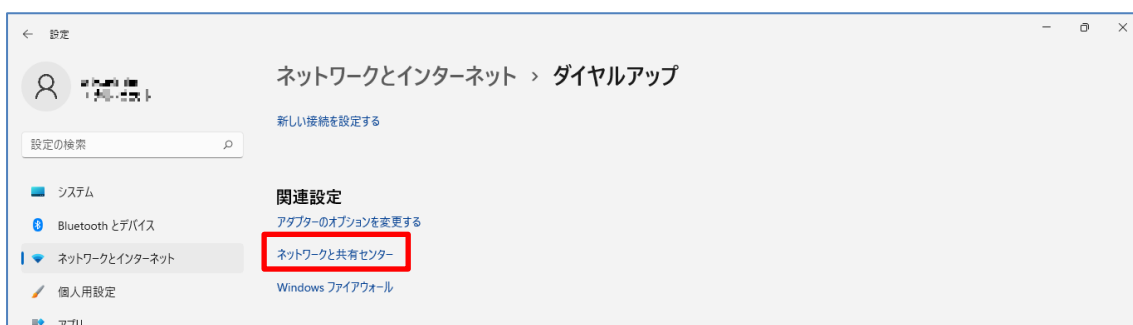 ← 設定
ネットワークとインターネット › ダイヤルアップ
新しい接続を設定する
設定の検索
システム
Bluetooth とデバイス
ネットワークとインターネット
個人用設定
アプリ
関連設定
アダプターのオプションを変更する
ネットワークと共有センター
Windows ファイアウォール